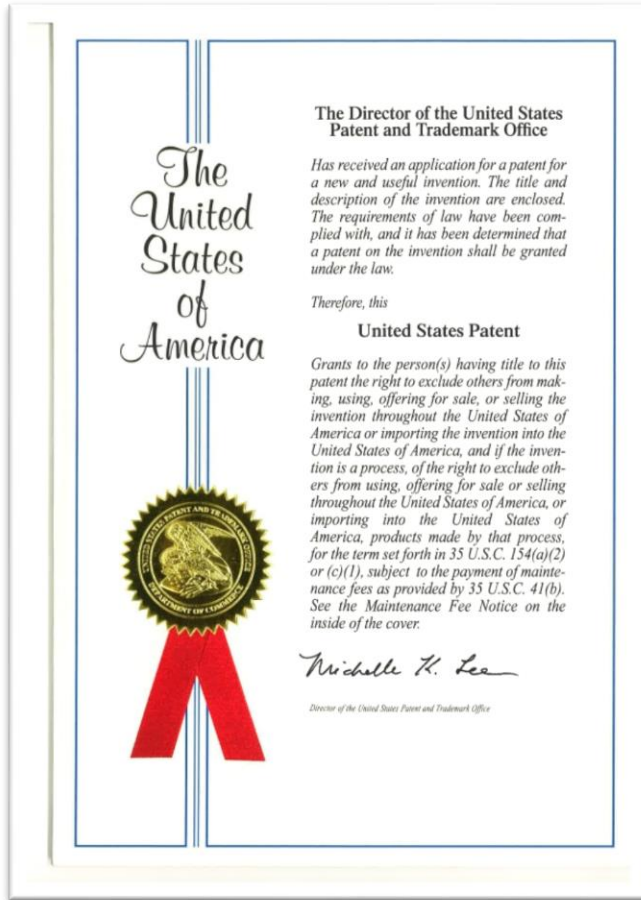 The
United
States
of
America
The Director of the United States
Patent and Trademark Office
Has received an application for a patent for
a new and useful invention. The title and
description of the invention are enclosed.
The requirements of law have been com-
plied with, and it has been determined that
a patent on the invention shall be granted
under the law.
Therefore, this
United States Patent
Grants to the person(s) having title to this
patent the right to exclude others from mak-
ing, using, offering for sale, or selling the
invention throughout the United States of
America or importing the invention into the
United States of America, and if the inven-
tion is a process, of the right to exclude oth-
ers from using, offering for sale or selling
throughout the United States of America, or
importing into the United States of
America, products made by that process,
for the term set forth in 35 U.S.C. 154(a)(2)
or (c)(1), subject to the payment of mainte-
nance fees as provided by 35 U.S.C. 41(b).
See the Maintenance Fee Notice on the
inside of the cover.
Michelle K. Lee
Director of the United States Patent and Trademark Office
UNITED STATES PATENT AND TRADEMARK OFFICE
DEPARTMENT OF COMMERCE